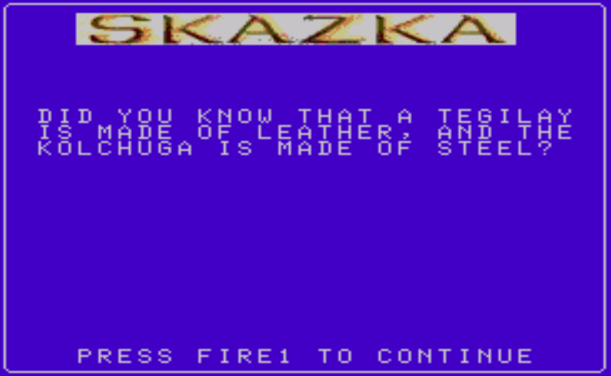 SKAZKA
DID YOU KNOW THAT A TEGILAY
IS MADE OF LEATHER, AND THE
KOLCHUGA IS MADE OF STEEL?
PRESS FIRE1 TO CONTINUE